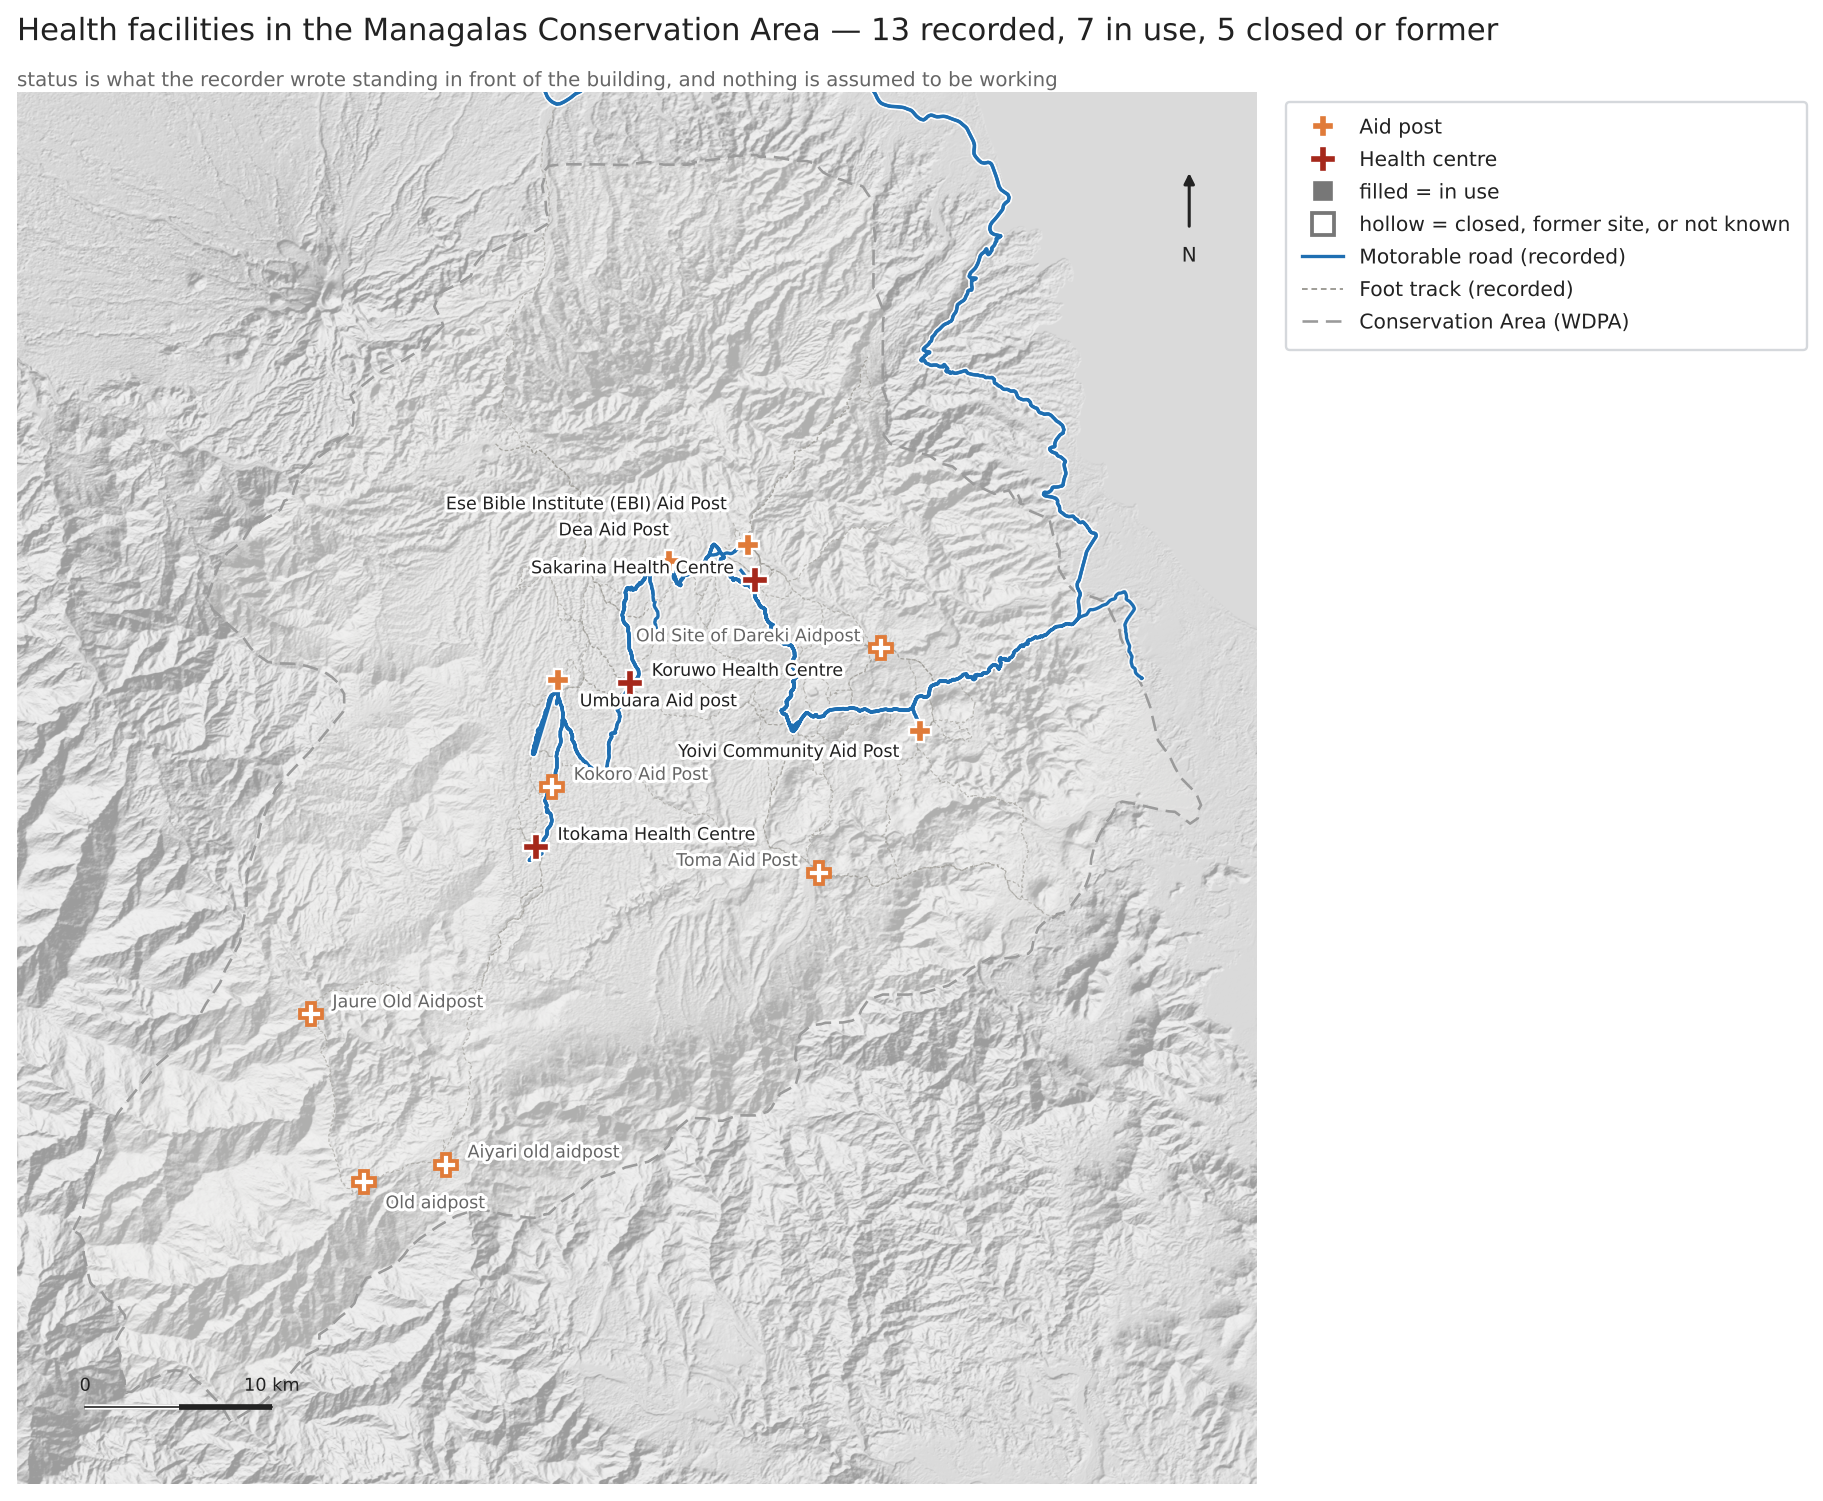 Health facilities in the Managalas Conservation Area — 13 recorded, 7 in use, 5 closed or former
status is what the recorder wrote standing in front of the building, and nothing is assumed to be working
Aid post
Health centre
filled = in use
hollow = closed, former site, or not known
Motorable road (recorded)
Foot track (recorded)
Conservation Area (WDPA)
N
Ese Bible Institute (EBI) Aid Post
Dea Aid Post
Sakarina Health Centre
Old Site of Dareki Aidpost
Koruwo Health Centre
Umbuara Aid post
Yoivi Community Aid Post
Kokoro Aid Post
Itokama Health Centre
Toma Aid Post
Jaure Old Aidpost
Aiyari old aidpost
Old aidpost
0 10 km